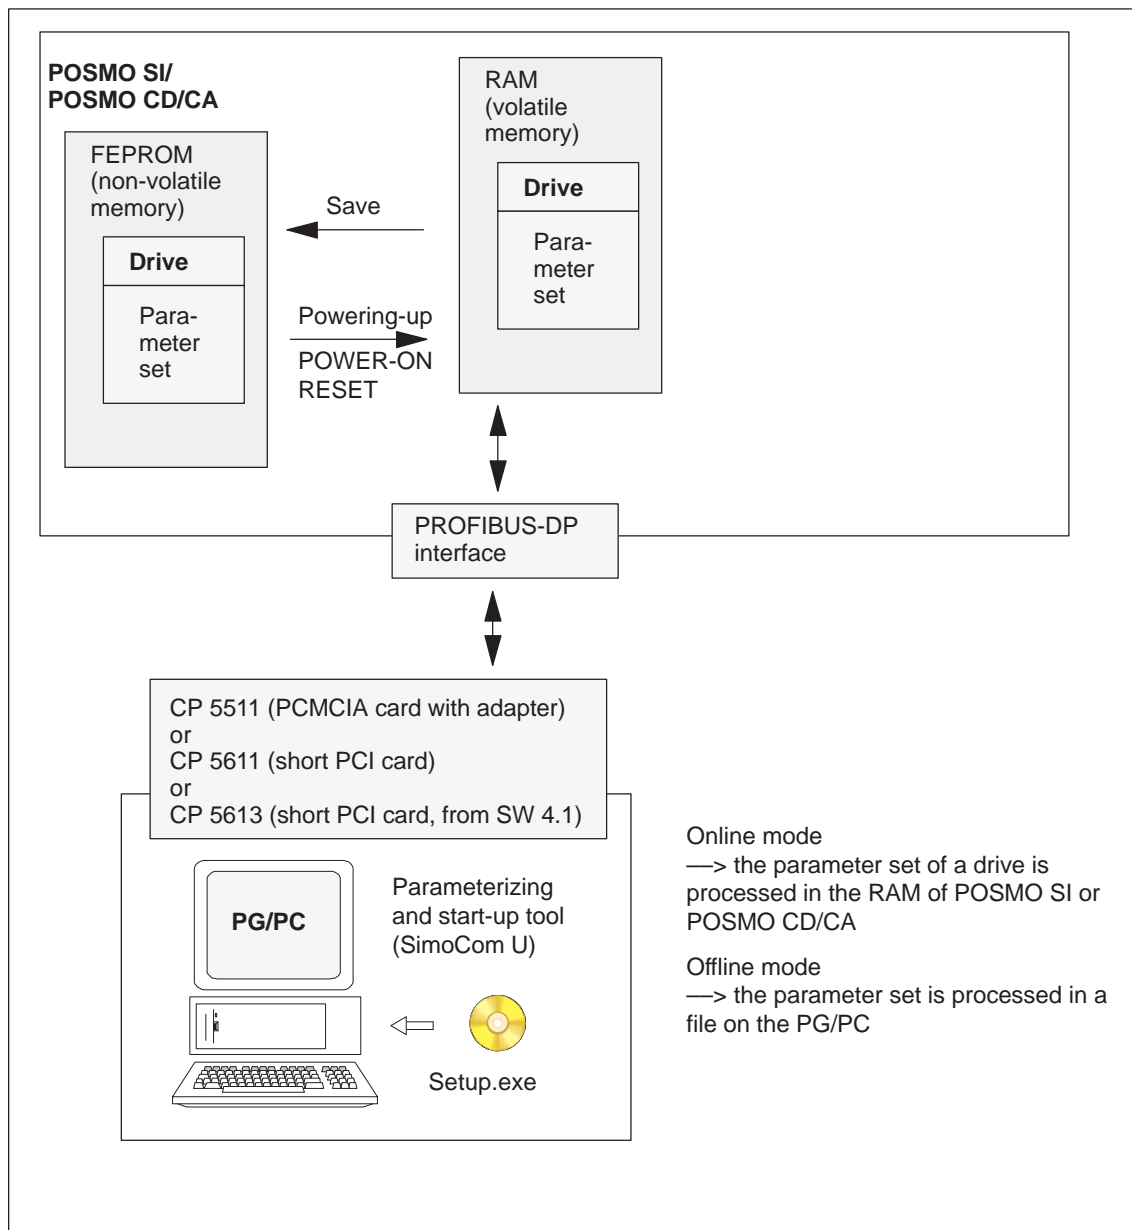 POSMO SI/
POSMO CD/CA
FEPROM
(non-volatile
memory)
Drive
Para-
meter
set
Save
Powering-up
POWER-ON
RESET
RAM
(volatile
memory)
Drive
Para-
meter
set
PROFIBUS-DP
interface
CP 5511 (PCMCIA card with adapter)
or
CP 5611 (short PCI card)
or
CP 5613 (short PCI card, from SW 4.1)
PG/PC
Parameterizing
and start-up tool
(SimoCom U)
Setup.exe
Online mode
—> the parameter set of a drive is
processed in the RAM of POSMO SI or
POSMO CD/CA
Offline mode
—> the parameter set is processed in a
file on the PG/PC